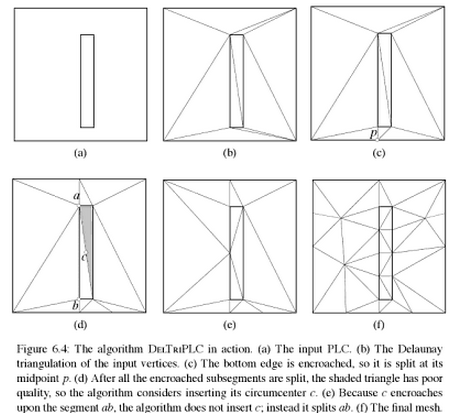 (a)
(b)
p
(c)
a
c
b
(d)
(e)
(f)
Figure 6.4: The algorithm DelTriPLC in action. (a) The input PLC. (b) The Delaunay
triangulation of the input vertices. (c) The bottom edge is encroached, so it is split at its
midpoint p. (d) After all the encroached subsegments are split, the shaded triangle has poor
quality, so the algorithm considers inserting its circumcenter c. (e) Because c encroaches
upon the segment ab, the algorithm does not insert c; instead it splits ab. (f) The final mesh.